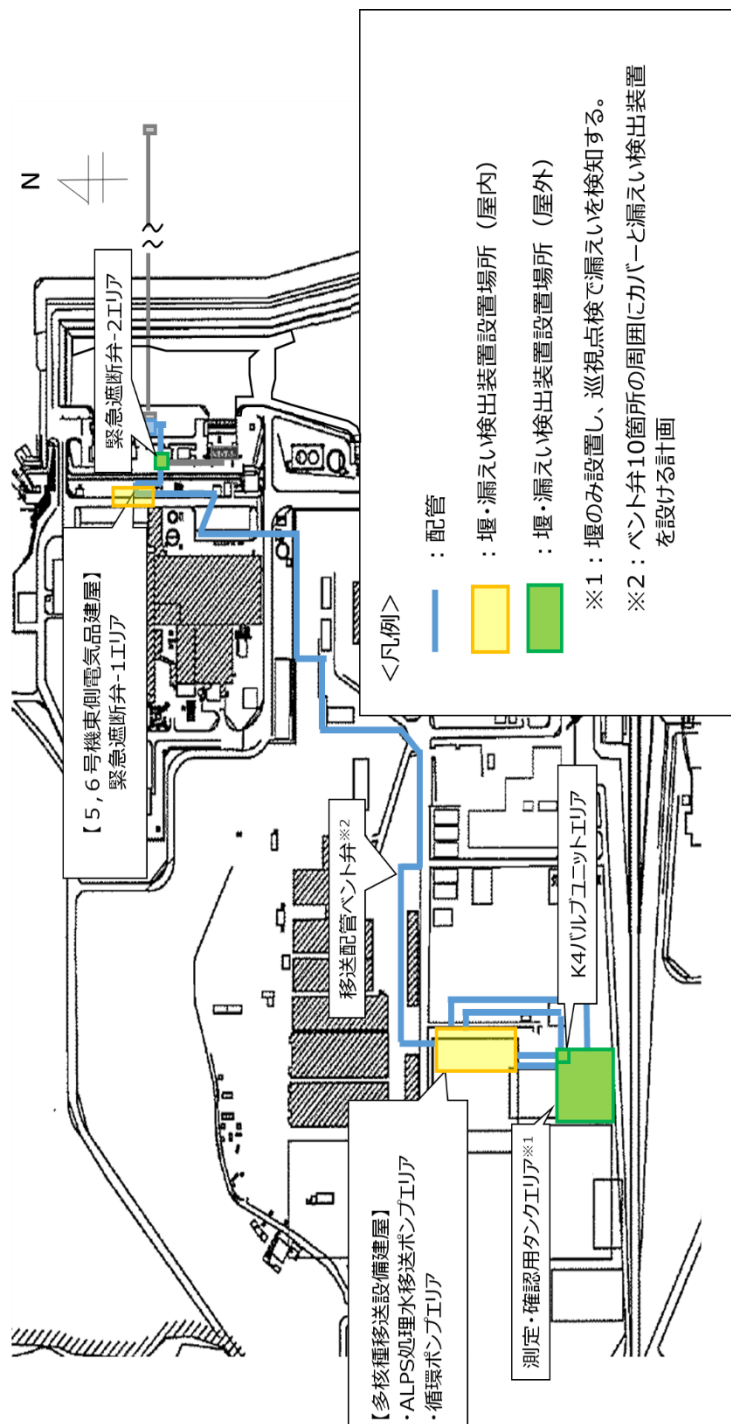 N
緊急遮断弁-2エリア
【5,6号機東側電気品建屋】
緊急遮断弁-1エリア
移送配管ベント弁※2
【多核種移送設備建屋】
・ALPS処理水移送ポンプエリア
・循環ポンプエリア
K4バルブユニットエリア
測定・確認用タンクエリア※1
<凡例>
：配管
：堰・漏えい検出装置設置場所（屋内）
：堰・漏えい検出装置設置場所（屋外）
※1：堰のみ設置し、巡視点検で漏えいを検知する。
※2：ベント弁10箇所の周囲にカバーと漏えい検出装置
を設ける計画